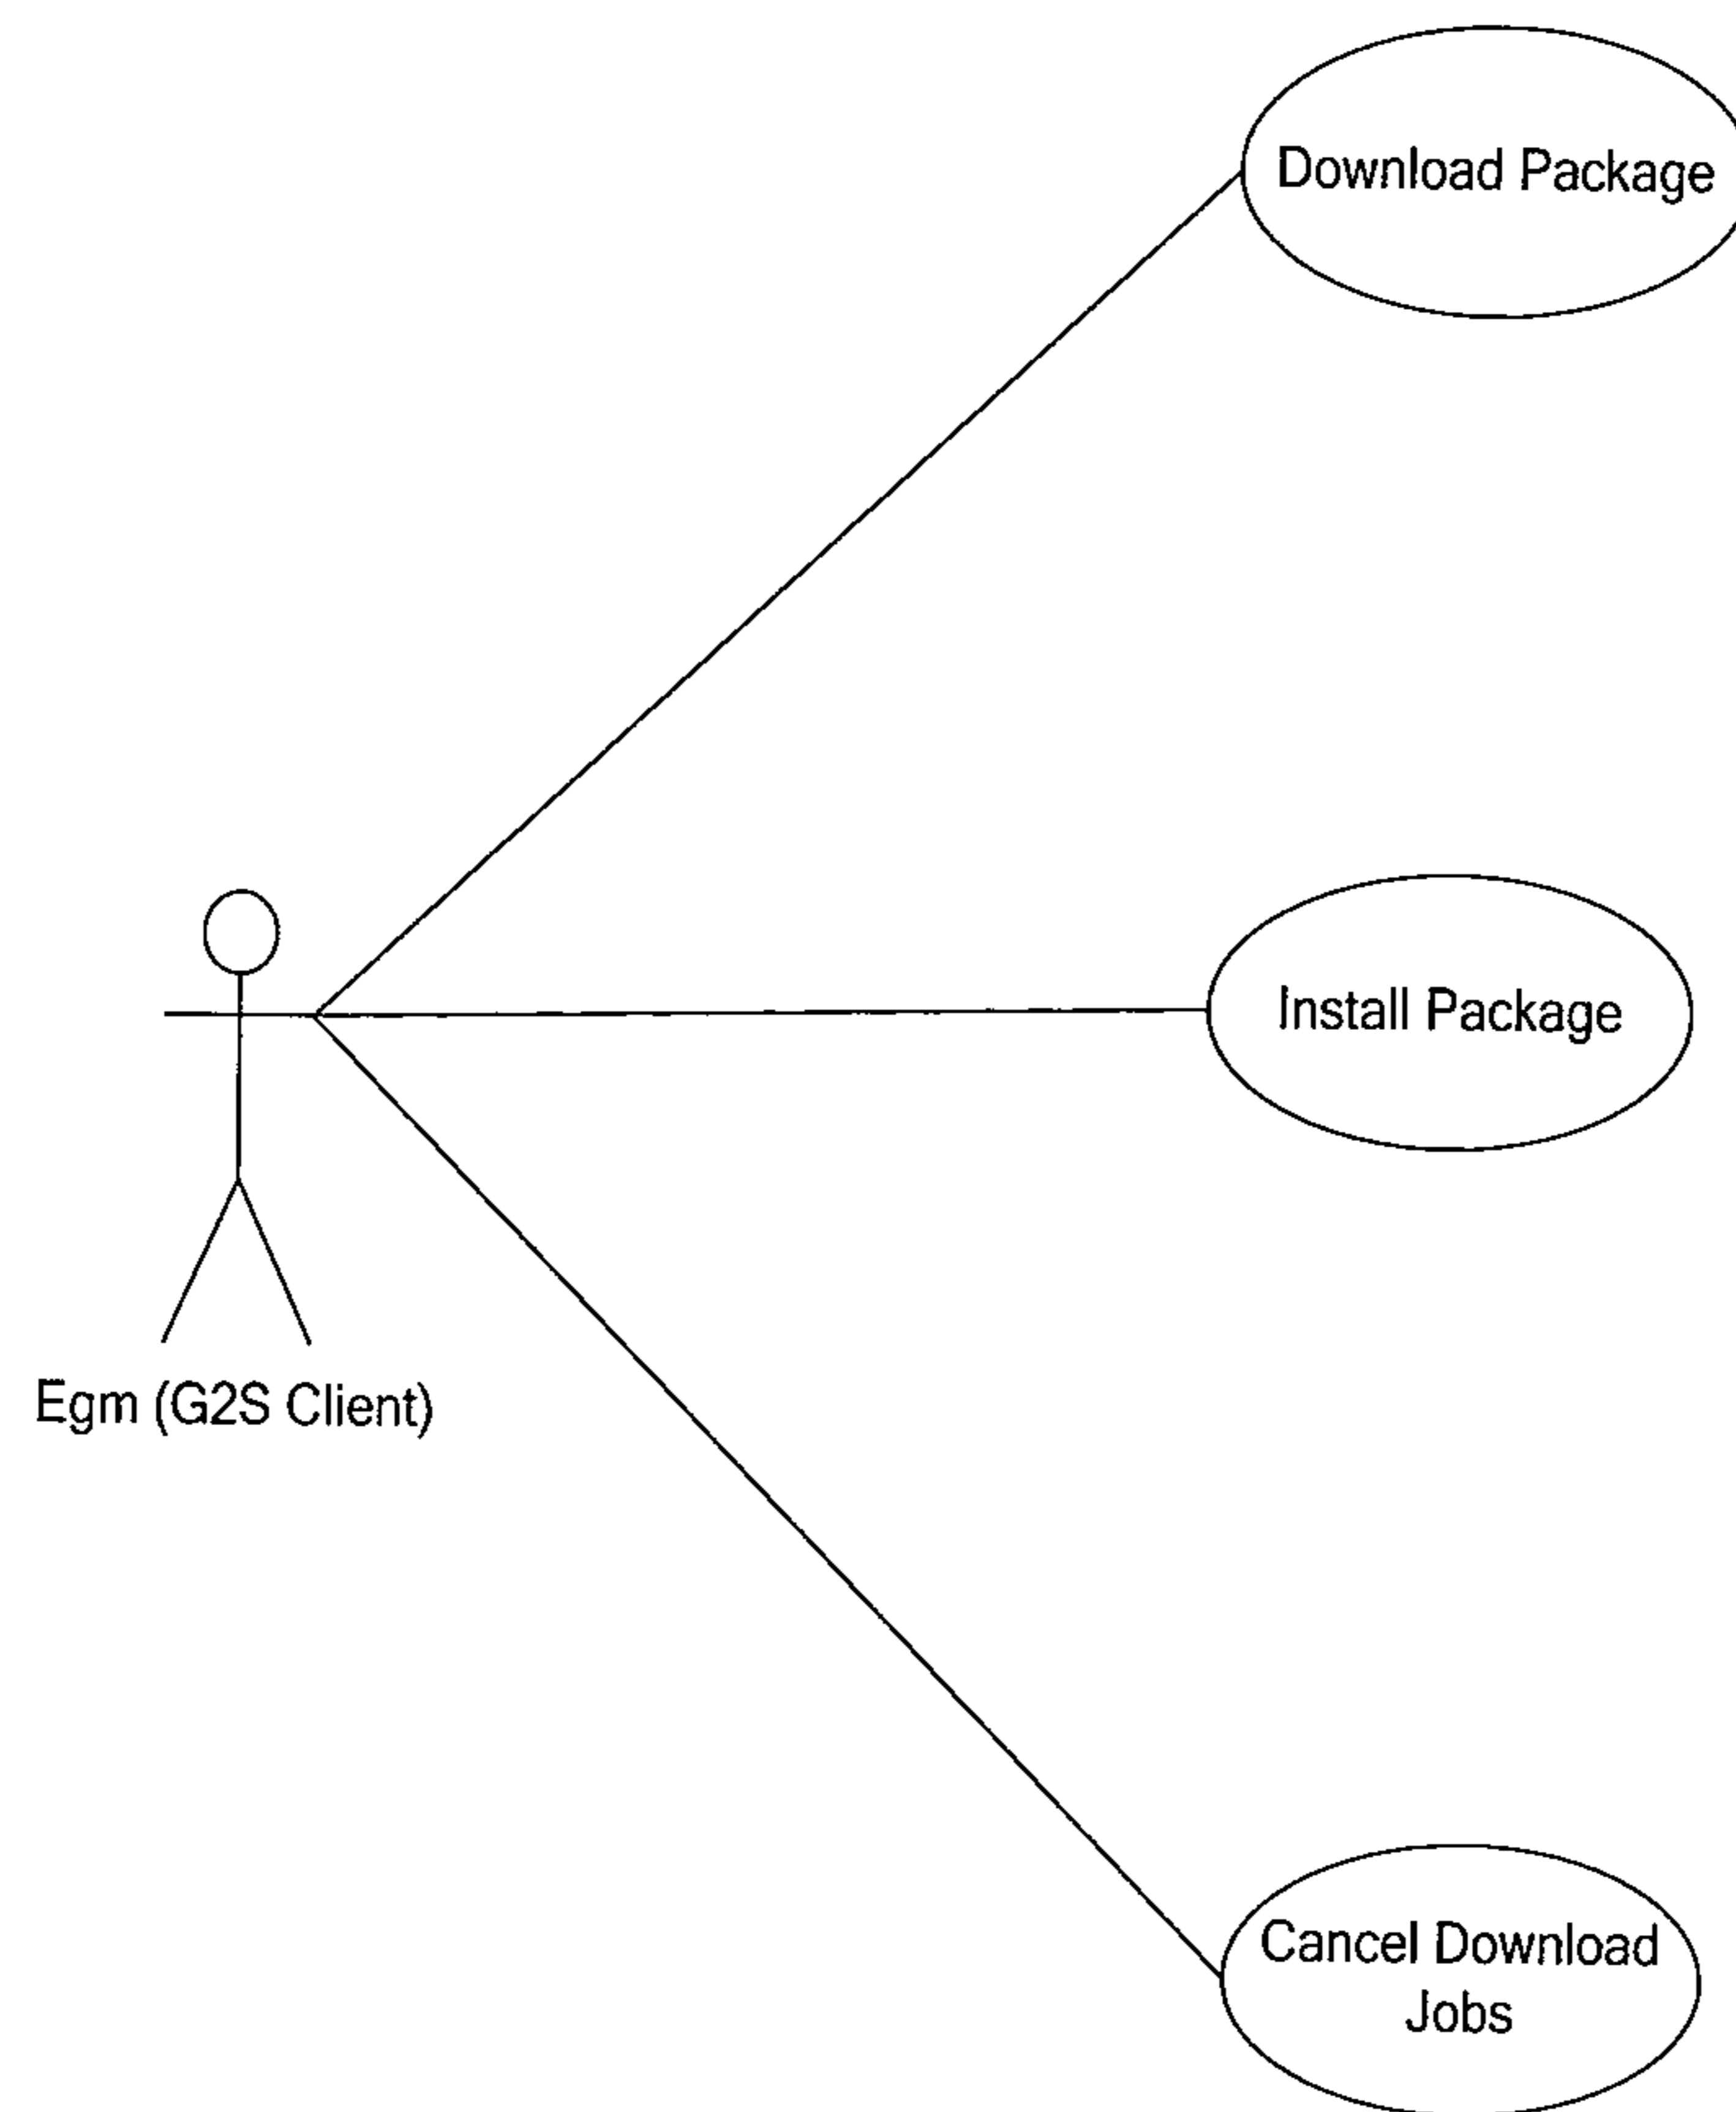 Download Package
Install Package
Egm (G2S Client)
Cancel Download
Jobs